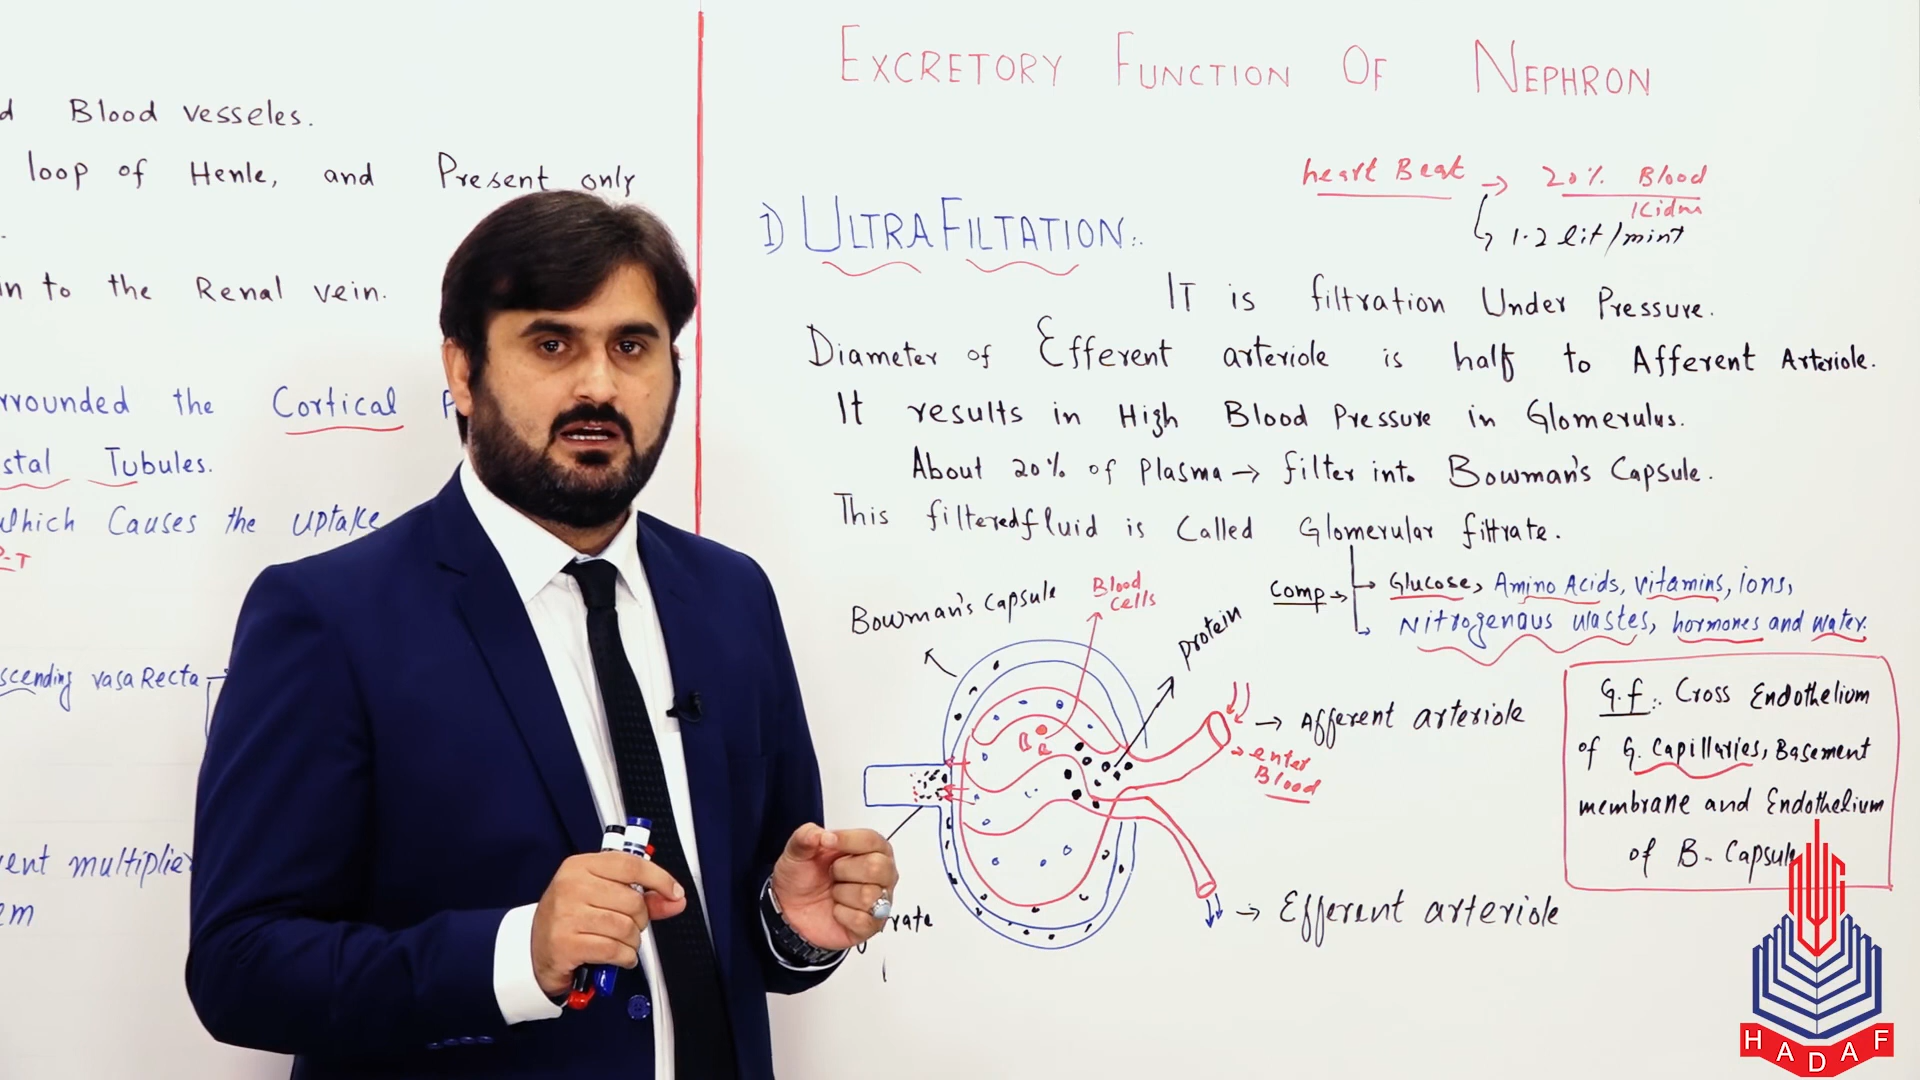 Blood vesseles.
loop of Henle, and Present only
in to the Renal vein.
rrounded the Cortical P
stal Tubules.
which Causes the uptake
P-T
scending vasa Recta
ent multiplie
em
EXCRETORY FUNCTION OF NEPHRON
heart Beat → 20% Blood
Kidn
1.2 lit/mint
1) ULTRAFILTATION:.
IT is filtration Under Pressure.
Diameter of Efferent arteriole is half to Afferent Arteriole.
It results in High Blood Pressure in Glomerulus.
About 20% of Plasma → filter into Bowman's Capsule.
This filteredfluid is Called Glomerular filtrate.
Comp → Glucose, Amino Acids, vitamins, ions,
Nitrogenous wastes, hormones and water.
Bowman's Capsule
Blood
Cells
protein
→ Afferent arteriole
→ enter
Blood
→ Efferent arteriole
rate
G.f:. Cross Endothelium
of G. Capillaries, Basement
membrane and Endothelium
of B- Capsule
HADAF